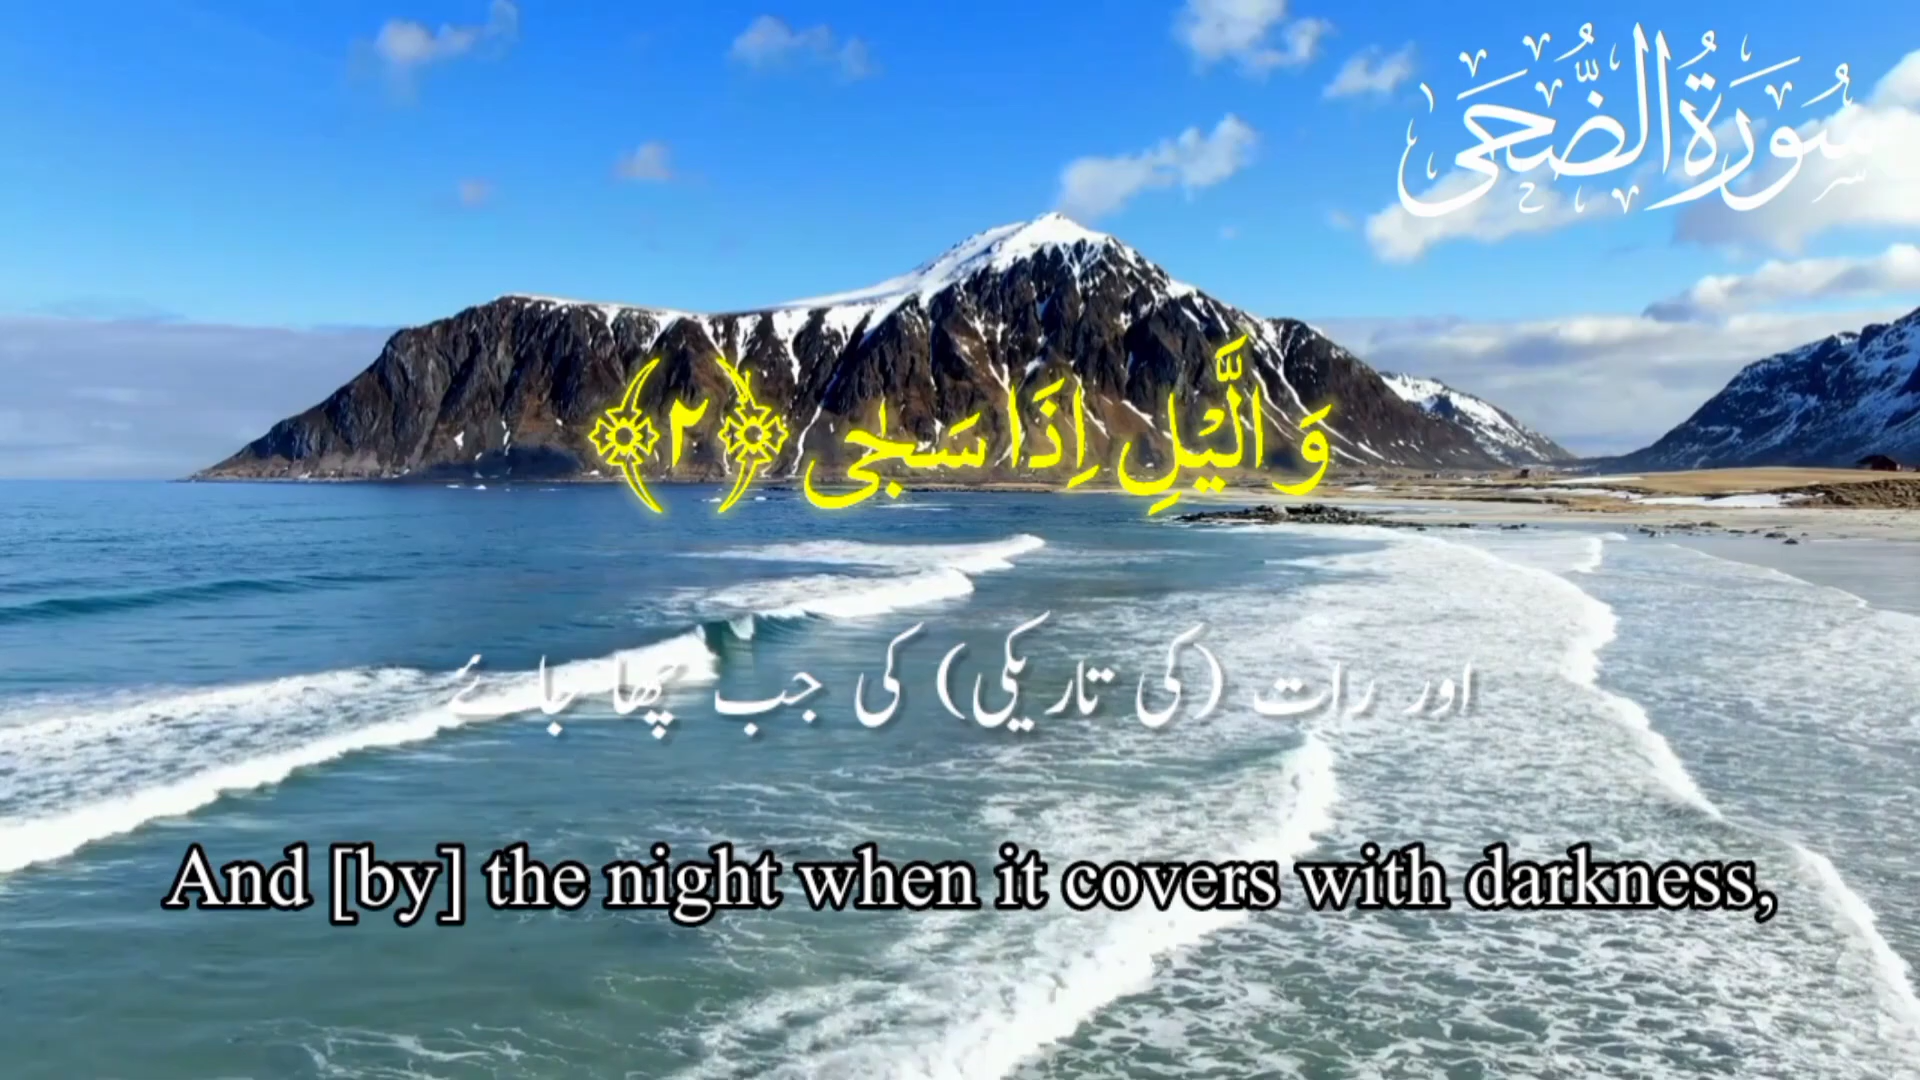 سُورَةُ الضُّحَى
وَ الَّیْلِ اِذَا سَجٰی ﴿۲﴾
اور رات (کی تاریکی) کی جب چھا جائے
And [by] the night when it covers with darkness,